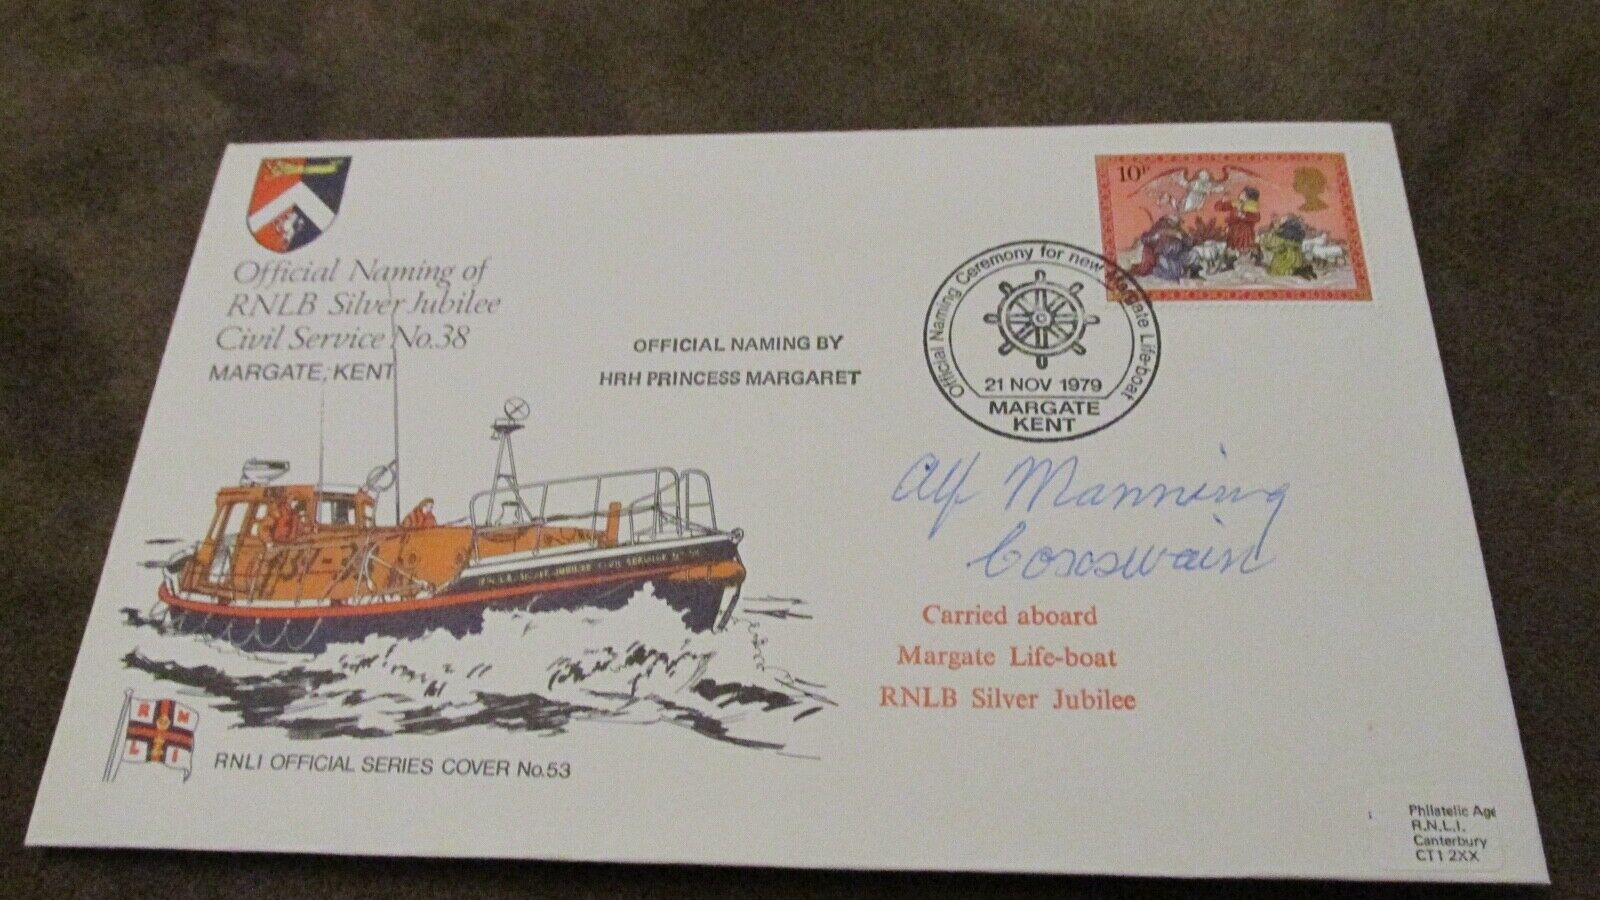 Official Naming of
RNLB Silver Jubilee
Civil Service No.38
MARGATE, KENT
OFFICIAL NAMING BY
HRH PRINCESS MARGARET
10P
Official Naming Ceremony for new Margate Life-boat
21 NOV 1979
MARGATE
KENT
Alf Manning
Coxswain
Carried aboard
Margate Life-boat
RNLB Silver Jubilee
R N
L I
RNLI OFFICIAL SERIES COVER No.53
Philatelic Age
R.N.L.I.
Canterbury
CT1 2XX